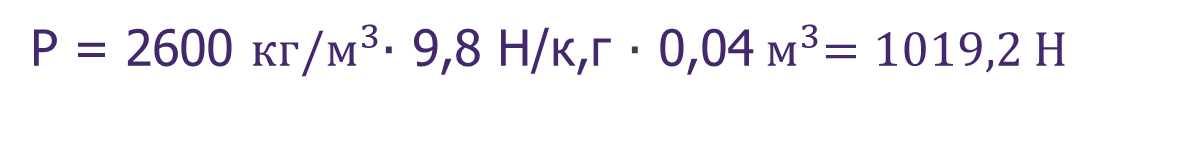 P = 2600 кг/м³· 9,8 Н/к,г · 0,04 м³= 1019,2 Н